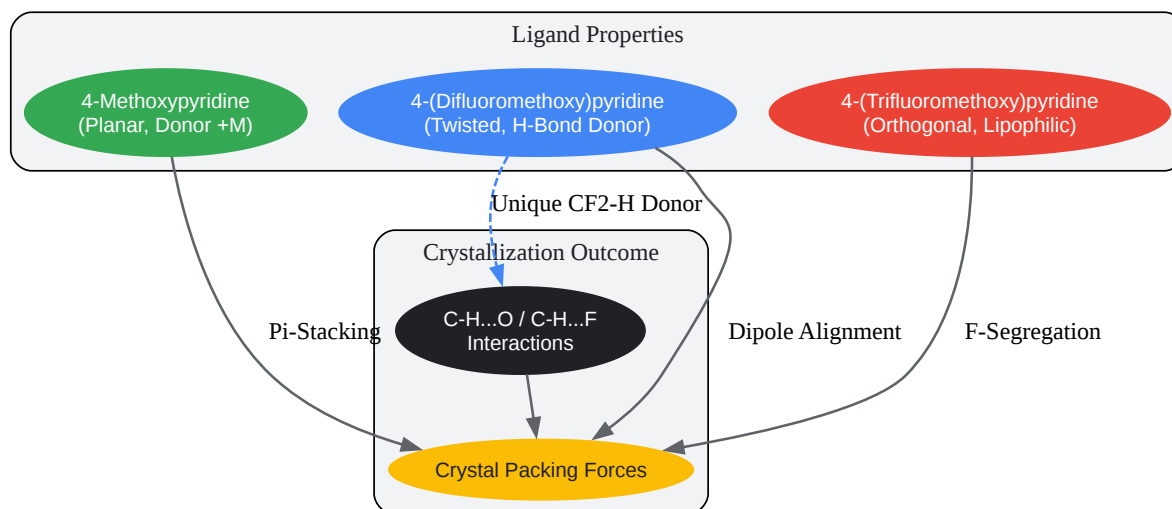 Ligand Properties
4-Methoxypyridine
(Planar, Donor +M)
4-(Difluoromethoxy)pyridine
(Twisted, H-Bond Donor)
4-(Trifluoromethoxy)pyridine
(Orthogonal, Lipophilic)
Unique CF2-H Donor
Crystallization Outcome
C-H...O / C-H...F
Interactions
Pi-Stacking
Dipole Alignment
F-Segregation
Crystal Packing Forces